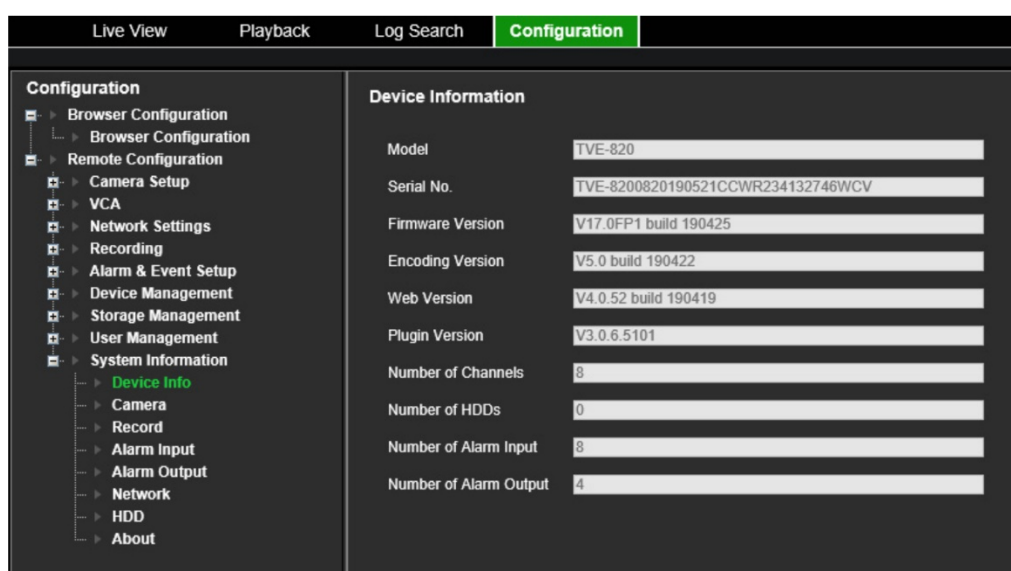 Live View Playback Log Search Configuration
Configuration
Browser Configuration
Browser Configuration
Remote Configuration
Camera Setup
VCA
Network Settings
Recording
Alarm & Event Setup
Device Management
Storage Management
User Management
System Information
Device Info
Camera
Record
Alarm Input
Alarm Output
Network
HDD
About
Device Information
Model TVE-820
Serial No. TVE-8200820190521CCWR234132746WCV
Firmware Version V17.0FP1 build 190425
Encoding Version V5.0 build 190422
Web Version V4.0.52 build 190419
Plugin Version V3.0.6.5101
Number of Channels 8
Number of HDDs 0
Number of Alarm Input 8
Number of Alarm Output 4